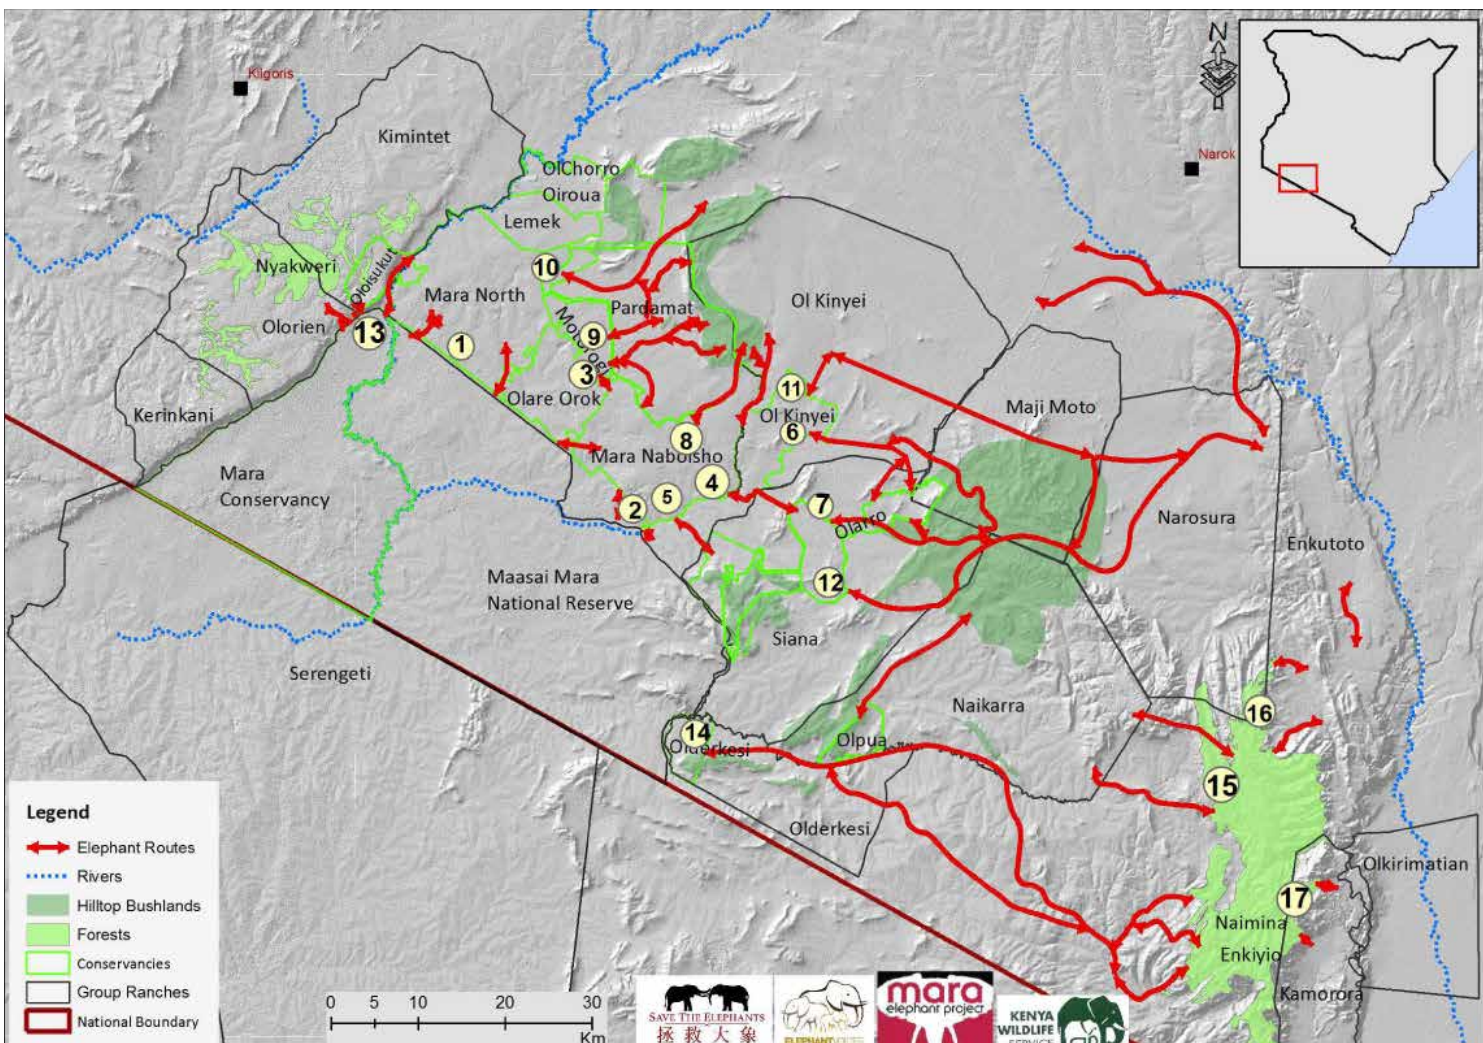 Kilgoris
N
Kimintet
Narok
OlChorro
Oiroua
Lemek
Nyakweri
Oloisukut
10
Mara North
Pardamat
Ol Kinyei
Olorien
13
1
9
Motorogi
3
11
Olare Orok
Kerinkani
Ol Kinyei
Maji Moto
8
6
Mara Naboisho
Mara
Conservancy
4
5
2
7
Olarro
Narosura
Enkutoto
Maasai Mara
National Reserve
12
Siana
Serengeti
Naikarra
16
14
Olderkesi
Olpua
15
Olderkesi
Olkirimatian
17
Naimina
Enkiyio
Kamorora
Legend
Elephant Routes
Rivers
Hilltop Bushlands
Forests
Conservancies
Group Ranches
National Boundary
0 5 10 20 30
Km
SAVE THE ELEPHANTS
拯救大象
mara
elephant project
KENYA
WILDLIFE